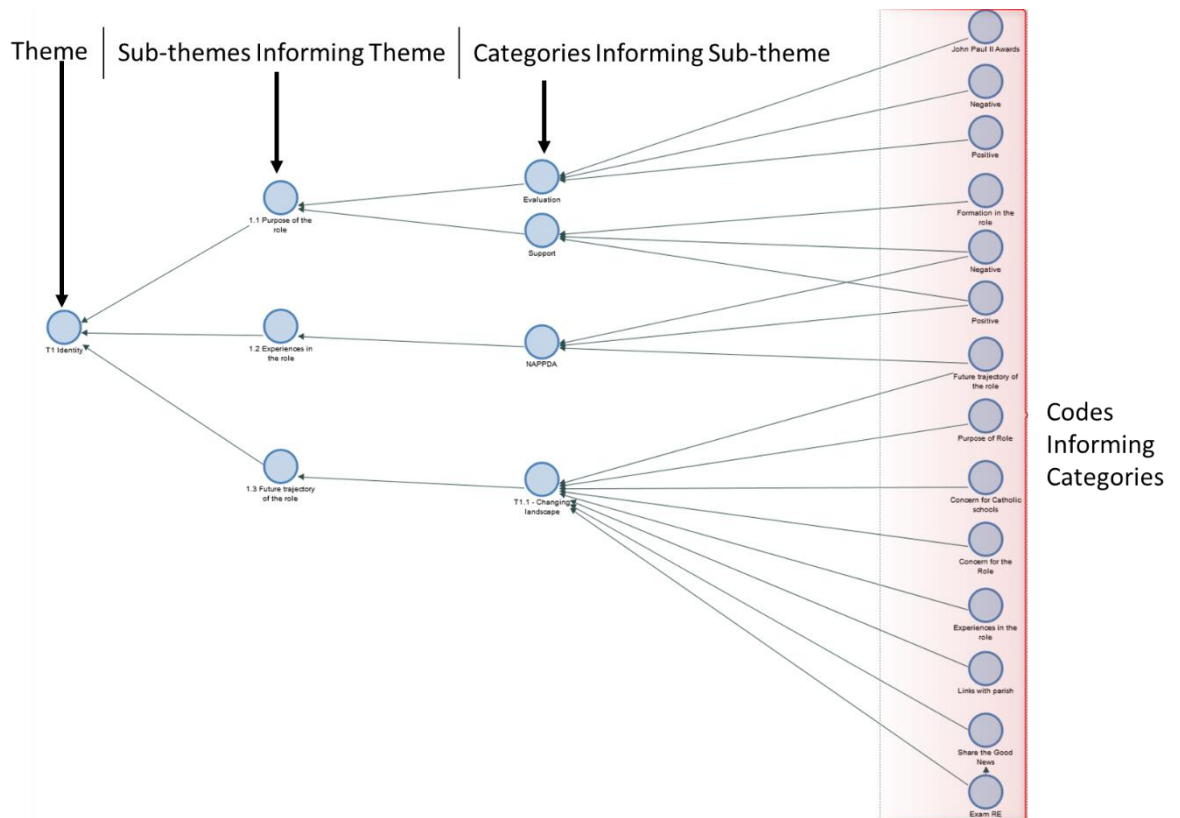 Theme
Sub-themes Informing Theme
Categories Informing Sub-theme
John Paul II Awards
Negative
Positive
Evaluation
1.1 Purpose of the
role
Formation in the
role
Support
Negative
Positive
T1 Identity
1.2 Experiences in
the role
NAPPDA
Future trajectory of
the role
Purpose of Role
Codes
Informing
Categories
1.3 Future trajectory
of the role
T1.1 - Changing
landscape
Concern for Catholic
schools
Concern for the
Role
Experiences in the
role
Links with parish
Share the Good
News
Exam RE